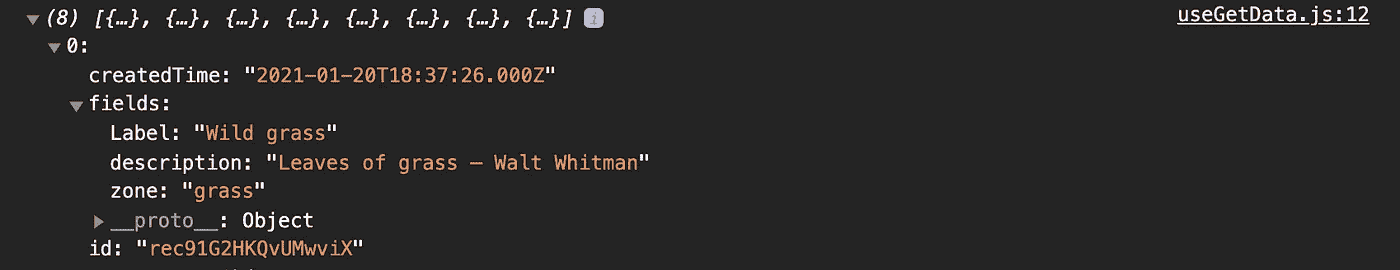 (8) [{…}, {…}, {…}, {…}, {…}, {…}, {…}, {…}] i useGetData.js:12
0:
createdTime: "2021-01-20T18:37:26.000Z"
fields:
Label: "Wild grass"
description: "Leaves of grass — Walt Whitman"
zone: "grass"
__proto__: Object
id: "rec91G2HKQvUMwviX"